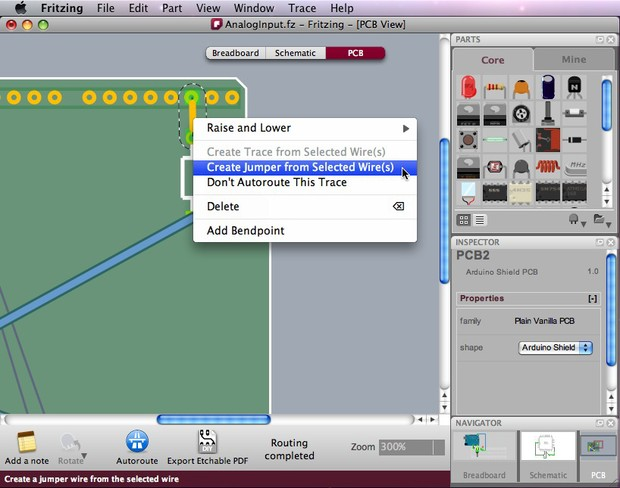 Fritzing File Edit Part View Window Trace Help
AnalogInput.fz – Fritzing - [PCB View]
Breadboard Schematic PCB
Raise and Lower
Create Trace from Selected Wire(s)
Create Jumper from Selected Wire(s)
Don't Autoroute This Trace
Delete
Add Bendpoint
PARTS
Core Mine
MHz
INSPECTOR
PCB2
Arduino Shield PCB 1.0
Properties [-]
family Plain Vanilla PCB
shape Arduino Shield
NAVIGATOR
Breadboard Schematic PCB
Add a note Rotate Autoroute DIY Export Etchable PDF Routing
completed
Zoom 300%
Create a jumper wire from the selected wire